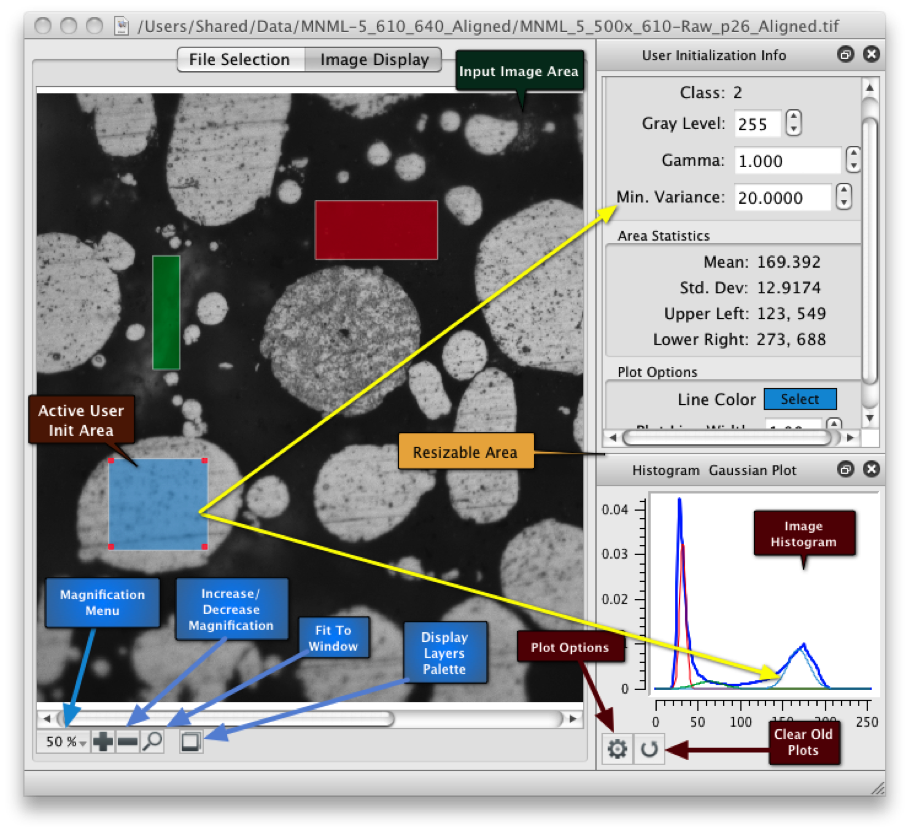 /Users/Shared/Data/MNML-5_610_640_Aligned/MNML_5_500x_610-Raw_p26_Aligned.tif
File Selection
Image Display
Input Image Area
User Initialization Info
Class: 2
Gray Level: 255
Gamma: 1.000
Min. Variance: 20.0000
Area Statistics
Mean: 169.392
Std. Dev: 12.9174
Upper Left: 123, 549
Lower Right: 273, 688
Plot Options
Line Color Select
Active User
Init Area
Resizable Area
Histogram Gaussian Plot
0.04
0.03
0.02
0.01
0
0 50 100 150 200 250
Image
Histogram
Magnification
Menu
Increase/
Decrease
Magnification
Fit To
Window
Display
Layers
Palette
Plot Options
Clear Old
Plots
50 %